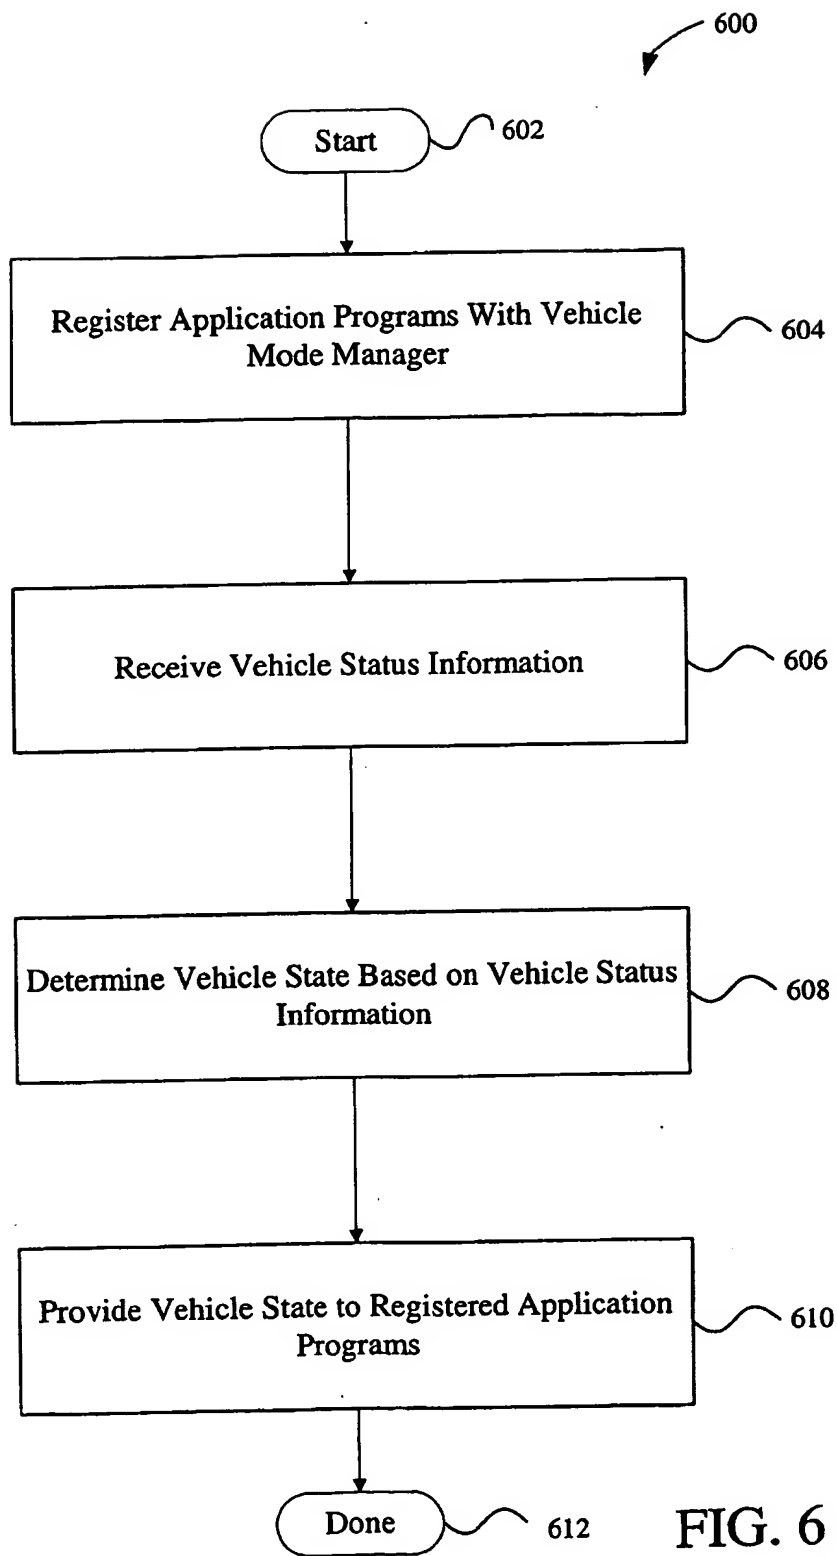 600
Start
602
Register Application Programs With Vehicle
Mode Manager
604
Receive Vehicle Status Information
606
Determine Vehicle State Based on Vehicle Status
Information
608
Provide Vehicle State to Registered Application
Programs
610
Done
612
FIG. 6